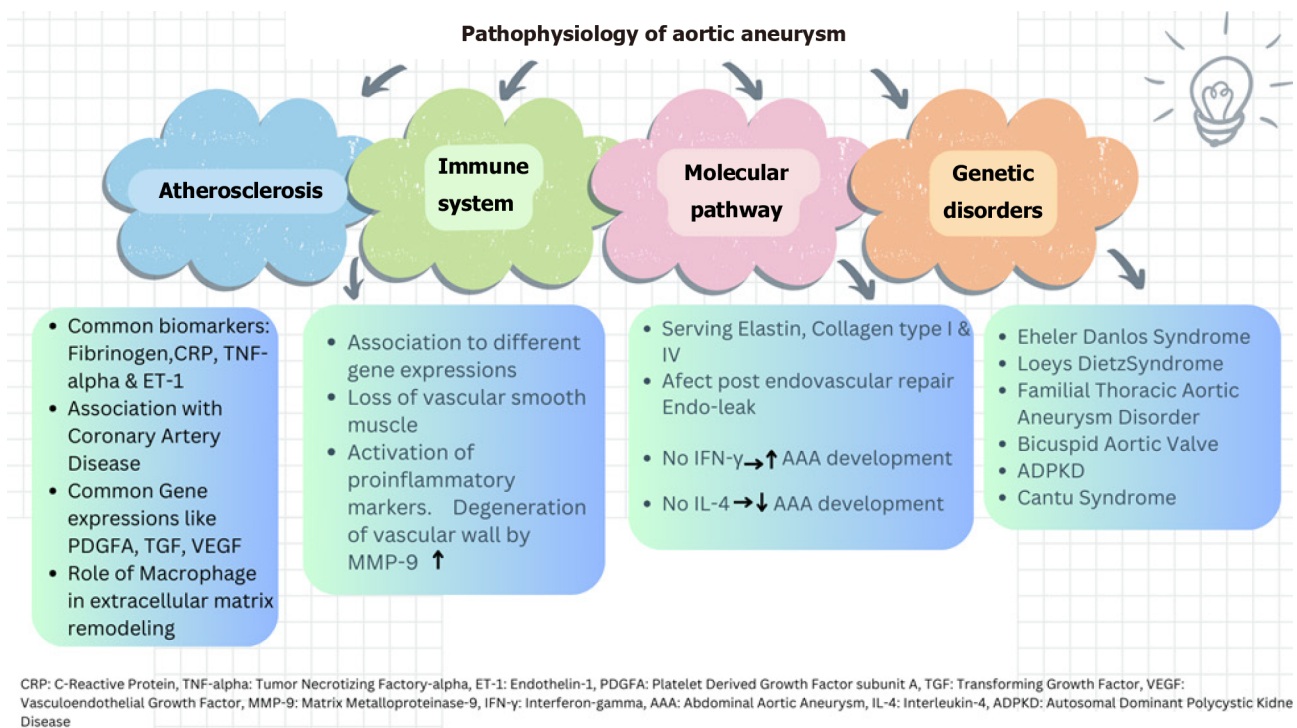 Pathophysiology of aortic aneurysm
Atherosclerosis
Immune
system
Molecular
pathway
Genetic
disorders
• Common biomarkers:
Fibrinogen,CRP, TNF-
alpha & ET-1
• Association with
Coronary Artery
Disease
• Common Gene
expressions like
PDGFA, TGF, VEGF
• Role of Macrophage
in extracellular matrix
remodeling
• Association to different
gene expressions
• Loss of vascular smooth
muscle
• Activation of
proinflammatory
markers. Degeneration
of vascular wall by
MMP-9 ↑
• Serving Elastin, Collagen type I &
IV
• Afect post endovascular repair
Endo-leak
• No IFN-γ→↑ AAA development
• No IL-4→↓ AAA development
• Eheler Danlos Syndrome
• Loeys DietzSyndrome
• Familial Thoracic Aortic
Aneurysm Disorder
• Bicuspid Aortic Valve
• ADPKD
• Cantu Syndrome
CRP: C-Reactive Protein, TNF-alpha: Tumor Necrotizing Factory-alpha, ET-1: Endothelin-1, PDGFA: Platelet Derived Growth Factor subunit A, TGF: Transforming Growth Factor, VEGF:
Vasculoendothelial Growth Factor, MMP-9: Matrix Metalloproteinase-9, IFN-γ: Interferon-gamma, AAA: Abdominal Aortic Aneurysm, IL-4: Interleukin-4, ADPKD: Autosomal Dominant Polycystic Kidne
Disease